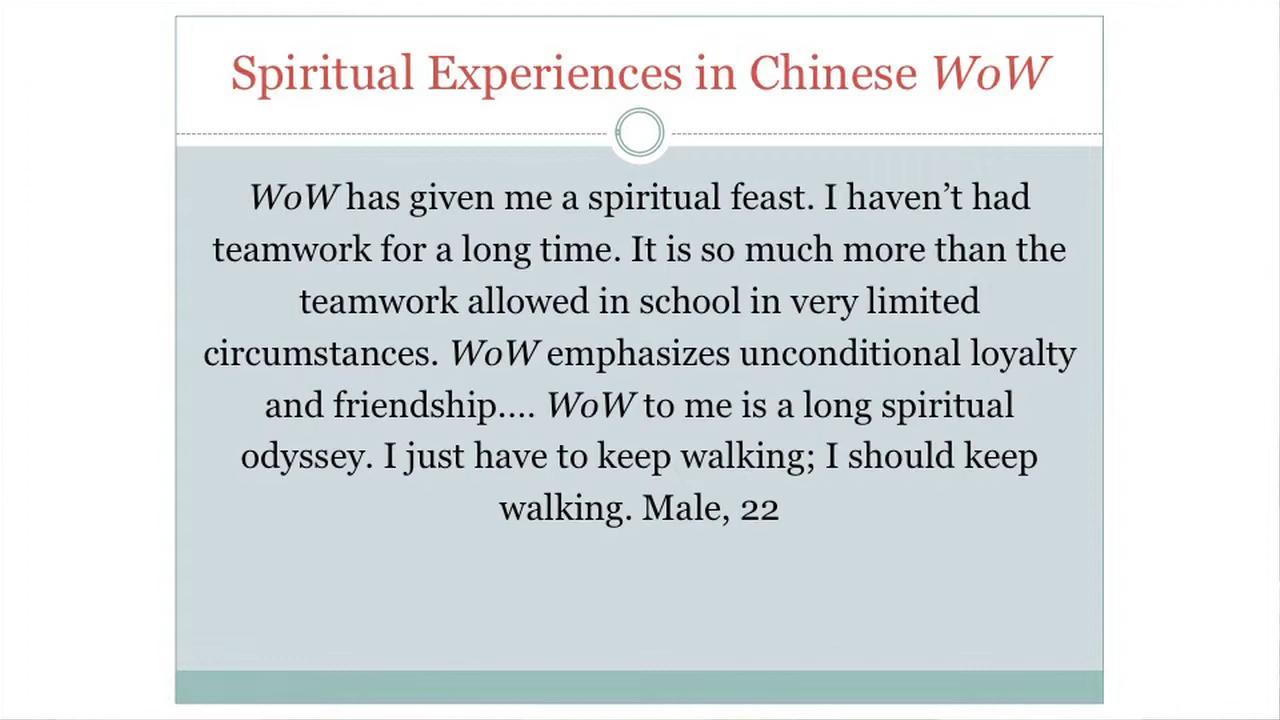 Spiritual Experiences in Chinese WoW
WoW has given me a spiritual feast. I haven’t had
teamwork for a long time. It is so much more than the
teamwork allowed in school in very limited
circumstances. WoW emphasizes unconditional loyalty
and friendship.... WoW to me is a long spiritual
odyssey. I just have to keep walking; I should keep
walking. Male, 22